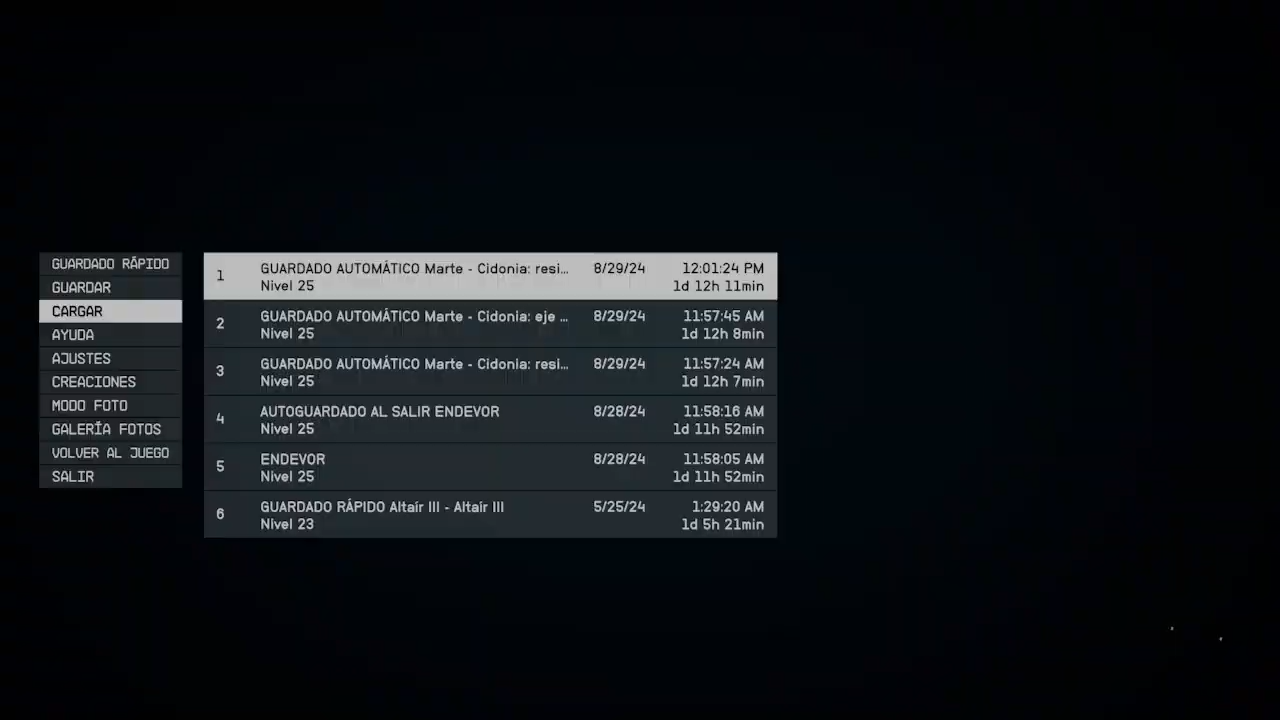 GUARDADO RÁPIDO
GUARDAR
CARGAR
AYUDA
AJUSTES
CREACIONES
MODO FOTO
GALERÍA FOTOS
VOLVER AL JUEGO
SALIR
1 GUARDADO AUTOMÁTICO Marte - Cidonia: resi... 8/29/24 12:01:24 PM
Nivel 25 1d 12h 11min
2 GUARDADO AUTOMÁTICO Marte - Cidonia: eje ... 8/29/24 11:57:45 AM
Nivel 25 1d 12h 8min
3 GUARDADO AUTOMÁTICO Marte - Cidonia: resi... 8/29/24 11:57:24 AM
Nivel 25 1d 12h 7min
4 AUTOGUARDADO AL SALIR ENDEVOR 8/28/24 11:58:16 AM
Nivel 25 1d 11h 52min
5 ENDEVOR 8/28/24 11:58:05 AM
Nivel 25 1d 11h 52min
6 GUARDADO RÁPIDO Altaír III - Altaír III 5/25/24 1:29:20 AM
Nivel 23 1d 5h 21min